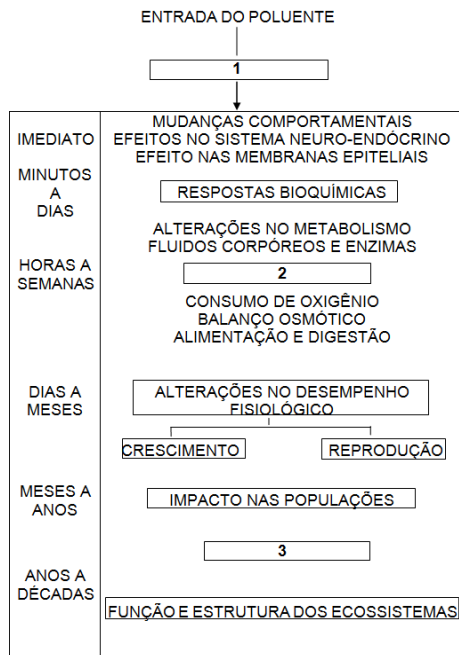 ENTRADA DO POLUENTE
1
IMEDIATO
MUDANÇAS COMPORTAMENTAIS
EFEITOS NO SISTEMA NEURO-ENDÓCRINO
EFEITO NAS MEMBRANAS EPITELIAIS
MINUTOS
A
DIAS
RESPOSTAS BIOQUÍMICAS
ALTERAÇÕES NO METABOLISMO
FLUIDOS CORPÓREOS E ENZIMAS
HORAS A
SEMANAS
2
CONSUMO DE OXIGÊNIO
BALANÇO OSMÓTICO
ALIMENTAÇÃO E DIGESTÃO
DIAS A
MESES
ALTERAÇÕES NO DESEMPENHO
FISIOLÓGICO
CRESCIMENTO
REPRODUÇÃO
MESES A
ANOS
IMPACTO NAS POPULAÇÕES
3
ANOS A
DÉCADAS
FUNÇÃO E ESTRUTURA DOS ECOSSISTEMAS